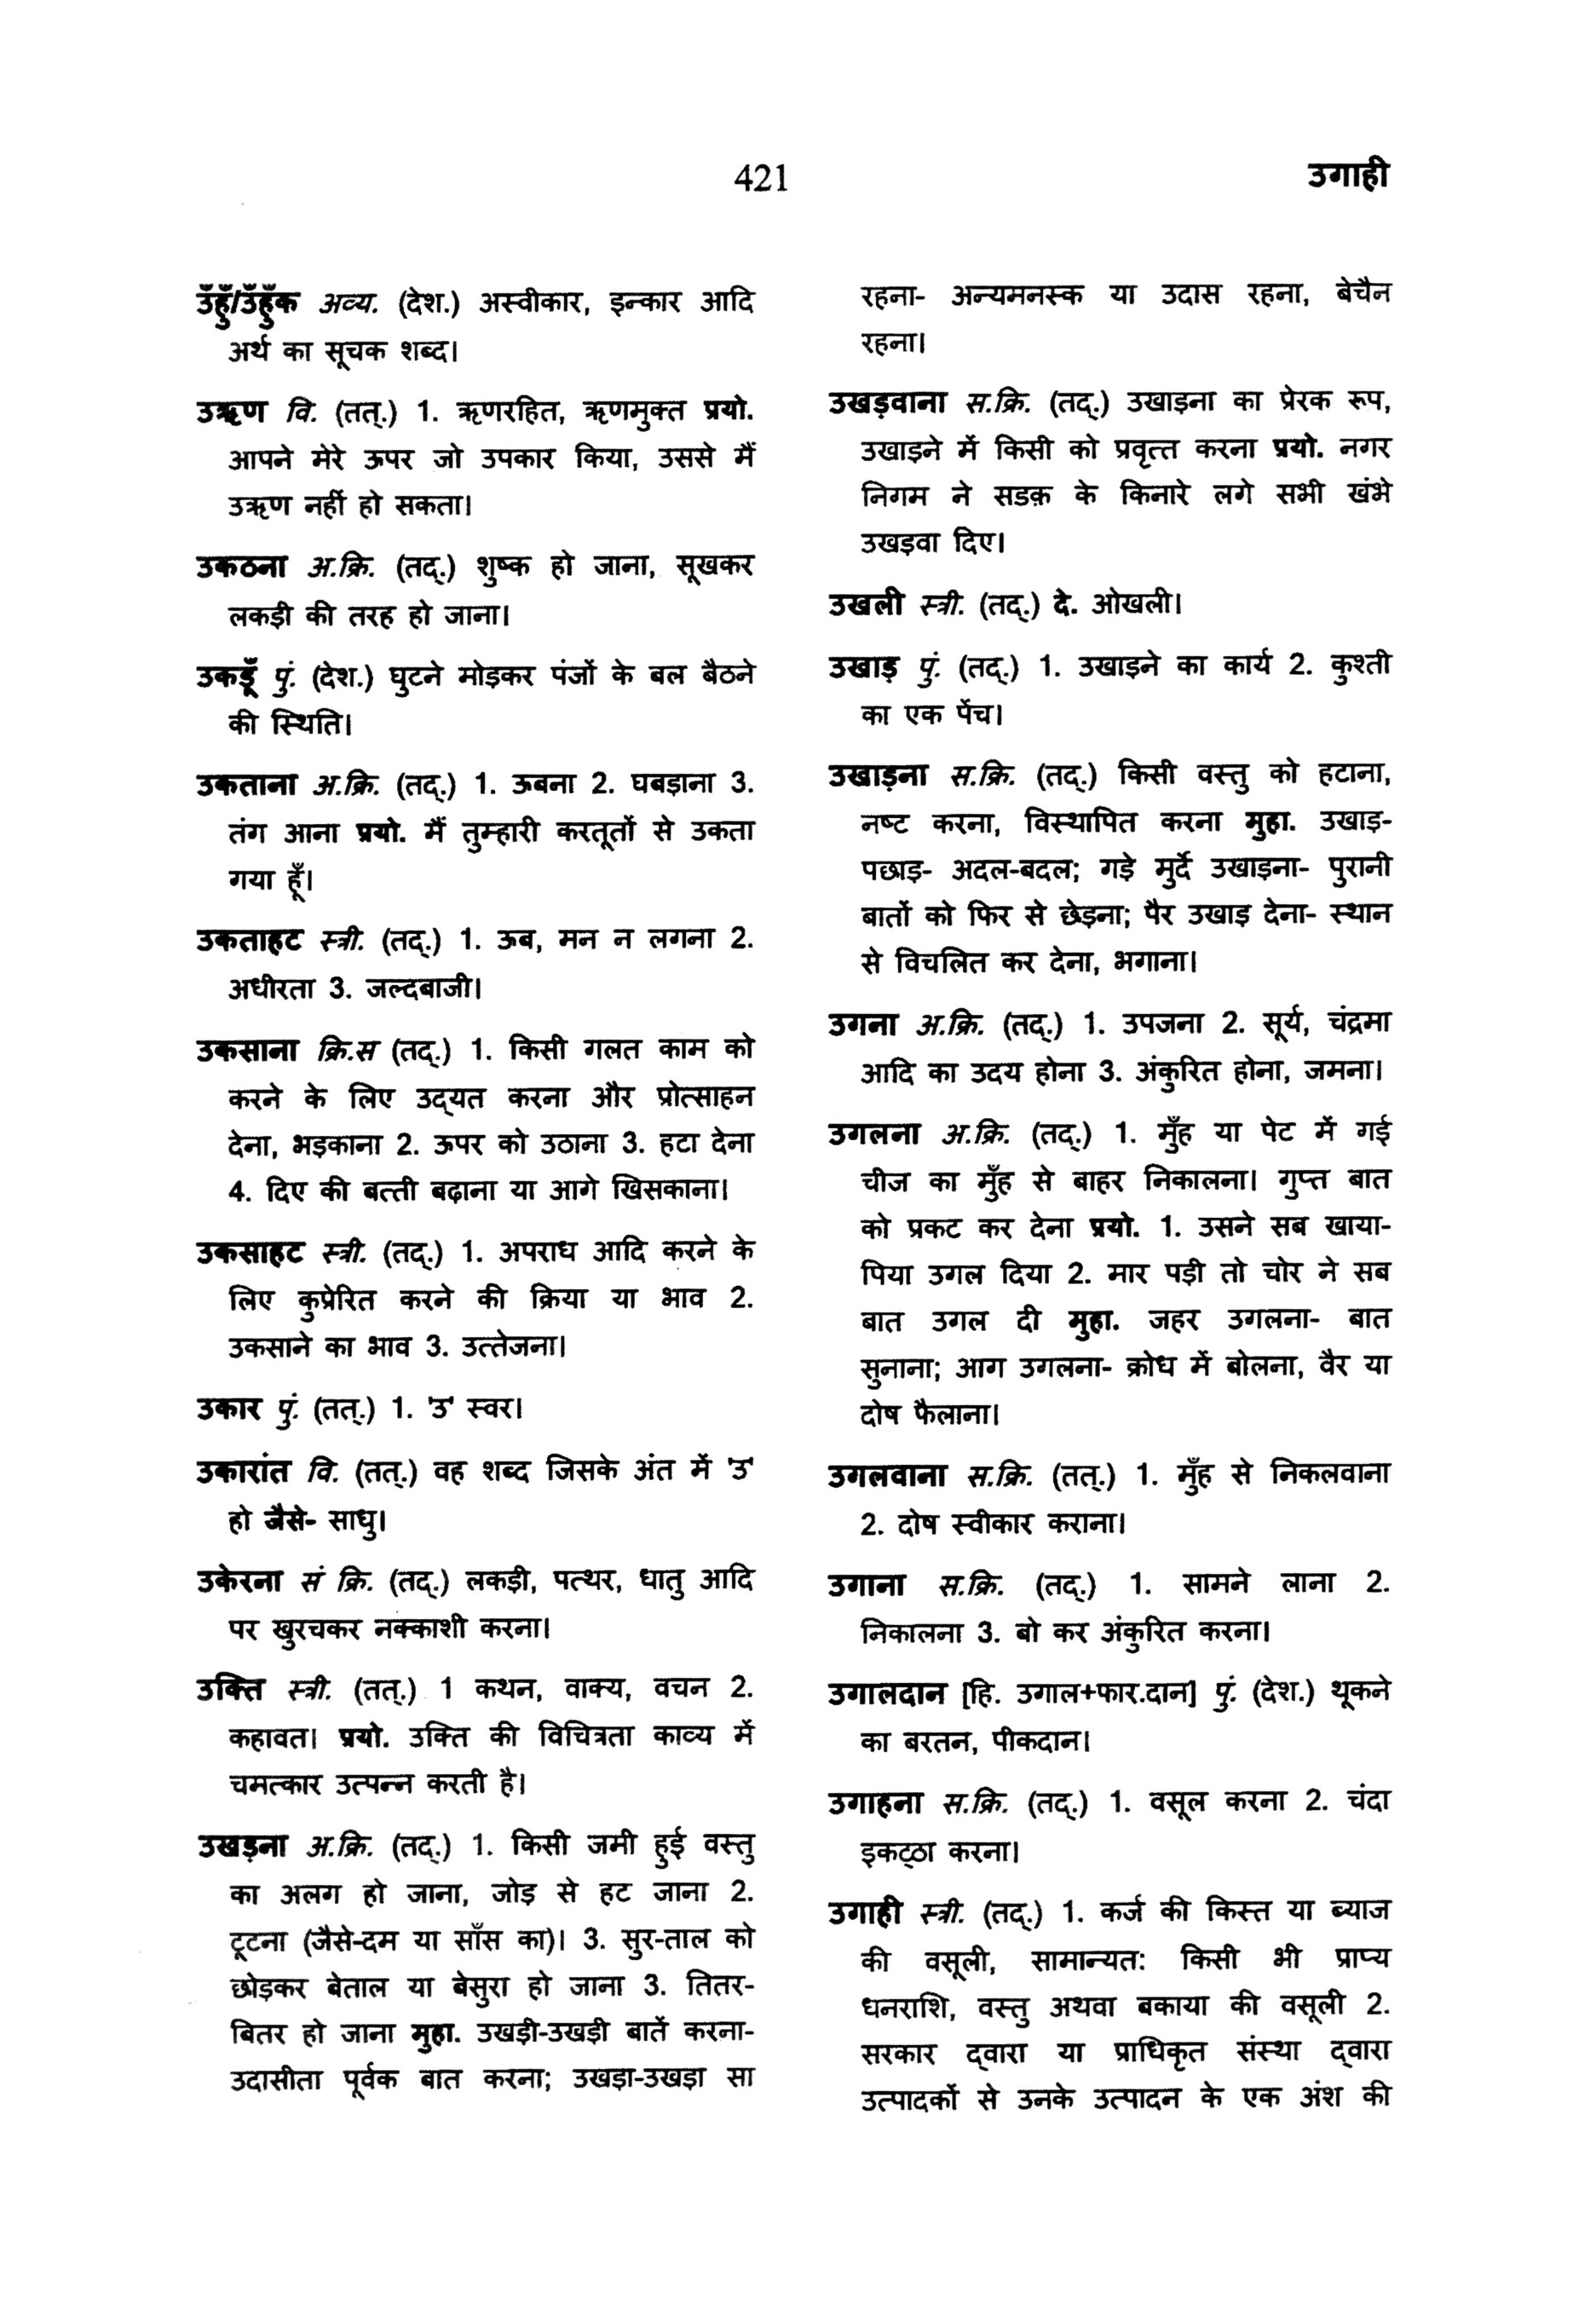 421
उगाही
उँहुँ/उँहुँक अव्य. (देश.) अस्वीकार, इन्कार आदि
अर्थ का सूचक शब्द।
उऋण वि. (तत्.) 1. ऋणरहित, ऋणमुक्त प्रयो.
आपने मेरे ऊपर जो उपकार किया, उससे मैं
उऋण नहीं हो सकता।
उकठना अ.क्रि. (तद्.) शुष्क हो जाना, सूखकर
लकड़ी की तरह हो जाना।
उकडूँ पुं. (देश.) घुटने मोड़कर पंजों के बल बैठने
की स्थिति।
उकताना अ.क्रि. (तद्.) 1. ऊबना 2. घबड़ाना 3.
तंग आना प्रयो. मैं तुम्हारी करतूतों से उकता
गया हूँ।
उकताहट स्त्री. (तद्.) 1. ऊब, मन न लगना 2.
अधीरता 3. जल्दबाजी।
उकसाना क्रि.स (तद्.) 1. किसी गलत काम को
करने के लिए उद्‌यत करना और प्रोत्साहन
देना, भड़काना 2. ऊपर को उठाना 3. हटा देना
4. दिए की बत्ती बढ़ाना या आगे खिसकाना।
उकसाहट स्त्री. (तद्.) 1. अपराध आदि करने के
लिए कुप्रेरित करने की क्रिया या भाव 2.
उकसाने का भाव 3. उत्तेजना।
उकार पुं. (तत्.) 1. 'उ' स्वर।
उकारांत वि. (तत्.) वह शब्द जिसके अंत में 'उ'
हो जैसे- साधु।
उकेरना सं क्रि. (तद्.) लकड़ी, पत्थर, धातु आदि
पर खुरचकर नक्काशी करना।
उक्ति स्त्री. (तत्.) 1 कथन, वाक्य, वचन 2.
कहावत। प्रयो. उक्ति की विचित्रता काव्य में
चमत्कार उत्पन्न करती है।
उखड़ना अ.क्रि. (तद्.) 1. किसी जमी हुई वस्तु
का अलग हो जाना, जोड़ से हट जाना 2.
टूटना (जैसे-दम या साँस का)। 3. सुर-ताल को
छोड़कर बेताल या बेसुरा हो जाना 3. तितर-
बितर हो जाना मुहा. उखड़ी-उखड़ी बातें करना-
उदासीता पूर्वक बात करना; उखड़ा-उखड़ा सा
रहना- अन्यमनस्क या उदास रहना, बेचैन
रहना।
उखड़वाना स.क्रि. (तद्.) उखाड़ना का प्रेरक रूप,
उखाड़ने में किसी को प्रवृत्त करना प्रयो. नगर
निगम ने सडक़ के किनारे लगे सभी खंभे
उखड़वा दिए।
उखली स्त्री. (तद्.) दे. ओखली।
उखाड़ पुं. (तद्.) 1. उखाड़ने का कार्य 2. कुश्ती
का एक पेंच।
उखाड़ना स.क्रि. (तद्.) किसी वस्तु को हटाना,
नष्ट करना, विस्थापित करना मुहा. उखाड़-
पछाड़- अदल-बदल; गड़े मुर्दे उखाड़ना- पुरानी
बातों को फिर से छेड़ना; पैर उखाड़ देना- स्थान
से विचलित कर देना, भगाना।
उगना अ.क्रि. (तद्.) 1. उपजना 2. सूर्य, चंद्रमा
आदि का उदय होना 3. अंकुरित होना, जमना।
उगलना अ.क्रि. (तद्.) 1. मुँह या पेट में गई
चीज का मुँह से बाहर निकालना। गुप्त बात
को प्रकट कर देना प्रयो. 1. उसने सब खाया-
पिया उगल दिया 2. मार पड़ी तो चोर ने सब
बात उगल दी मुहा. जहर उगलना- बात
सुनाना; आग उगलना- क्रोध में बोलना, वैर या
दोष फैलाना।
उगलवाना स.क्रि. (तत्.) 1. मुँह से निकलवाना
2. दोष स्वीकार कराना।
उगाना स.क्रि. (तद्.) 1. सामने लाना 2.
निकालना 3. बो कर अंकुरित करना।
उगालदान [हि. उगाल+फार.दान] पुं. (देश.) थूकने
का बरतन, पीकदान।
उगाहना स.क्रि. (तद्.) 1. वसूल करना 2. चंदा
इकट्‌ठा करना।
उगाही स्त्री. (तद्.) 1. कर्ज की किस्त या ब्याज
की वसूली, सामान्यत: किसी भी प्राप्य
धनराशि, वस्तु अथवा बकाया की वसूली 2.
सरकार द्‌वारा या प्राधिकृत संस्था द्‌वारा
उत्पादकों से उनके उत्पादन के एक अंश की